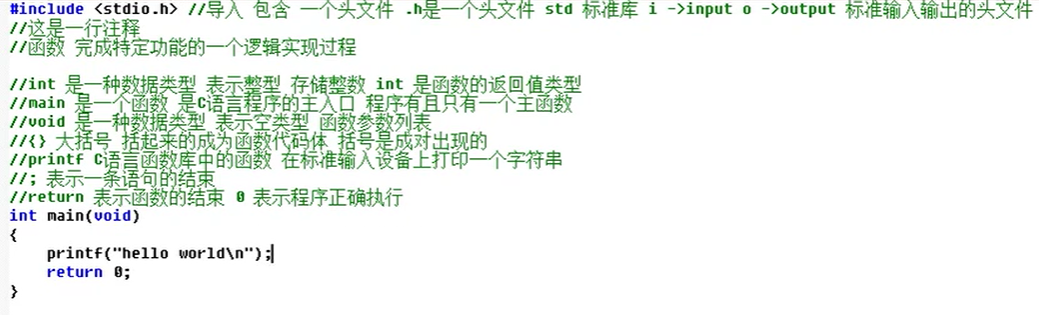 #include <stdio.h> //导入 包含 一个头文件 .h是一个头文件 std 标准库 i ->input o ->output 标准输入输出的头文件
//这是一行注释
//函数 完成特定功能的一个逻辑实现过程
//int 是一种数据类型 表示整型 存储整数 int 是函数的返回值类型
//main 是一个函数 是C语言程序的主入口 程序有且只有一个主函数
//void 是一种数据类型 表示空类型 函数参数列表
//{} 大括号 括起来的成为函数代码体 括号是成对出现的
//printf C语言函数库中的函数 在标准输入设备上打印一个字符串
//; 表示一条语句的结束
//return 表示函数的结束 0 表示程序正确执行
int main(void)
{
    printf("hello world\n");
    return 0;
}